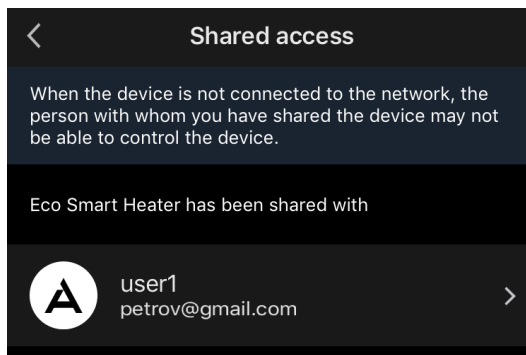 Shared access
When the device is not connected to the network, the
person with whom you have shared the device may not
be able to control the device.
Eco Smart Heater has been shared with
user1
petrov@gmail.com